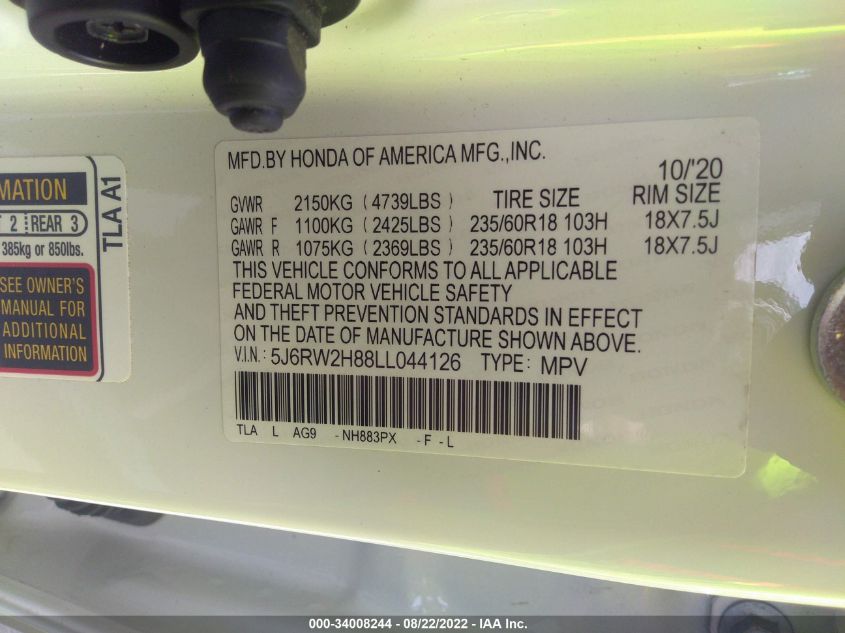 MATION
T 2 REAR 3
385kg or 850lbs.
SEE OWNER'S
MANUAL FOR
ADDITIONAL
INFORMATION
TLA A1
MFD.BY HONDA OF AMERICA MFG.,INC.
10/'20
GVWR 2150KG (4739LBS) TIRE SIZE RIM SIZE
GAWR F 1100KG (2425LBS) 235/60R18 103H 18X7.5J
GAWR R 1075KG (2369LBS) 235/60R18 103H 18X7.5J
THIS VEHICLE CONFORMS TO ALL APPLICABLE
FEDERAL MOTOR VEHICLE SAFETY
AND THEFT PREVENTION STANDARDS IN EFFECT
ON THE DATE OF MANUFACTURE SHOWN ABOVE.
V.I.N.: 5J6RW2H88LL044126 TYPE: MPV
TLA L AG9 -NH883PX -F -L
000-34008244 - 08/22/2022 - IAA Inc.